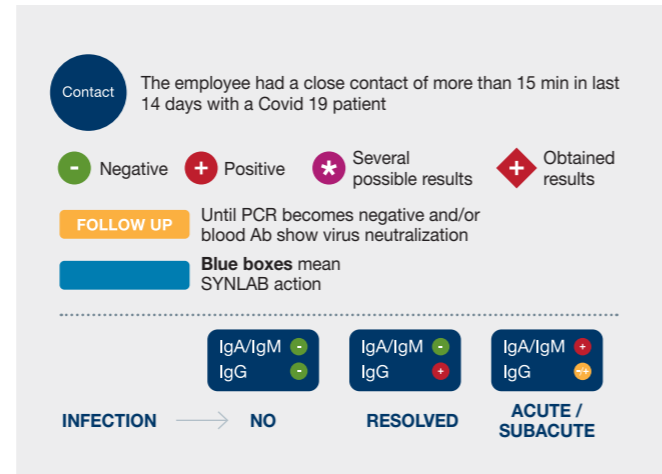 Contact
The employee had a close contact of more than 15 min in last
14 days with a Covid 19 patient
- Negative
+ Positive
* Several
possible results
+ Obtained
results
FOLLOW UP
Until PCR becomes negative and/or
blood Ab show virus neutralization
Blue boxes mean
SYNLAB action
IgA/IgM -
IgG -
IgA/IgM -
IgG +
IgA/IgM +
IgG -/+
INFECTION
NO
RESOLVED
ACUTE /
SUBACUTE